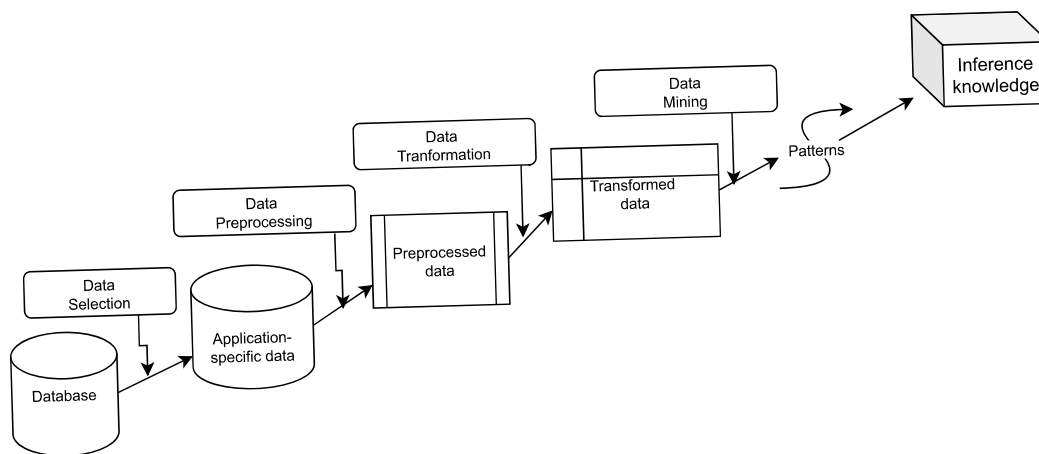 Data
Selection
Database
Data
Preprocessing
Application-
specific data
Data
Tranformation
Preprocessed
data
Data
Mining
Transformed
data
Patterns
Inference
knowledge